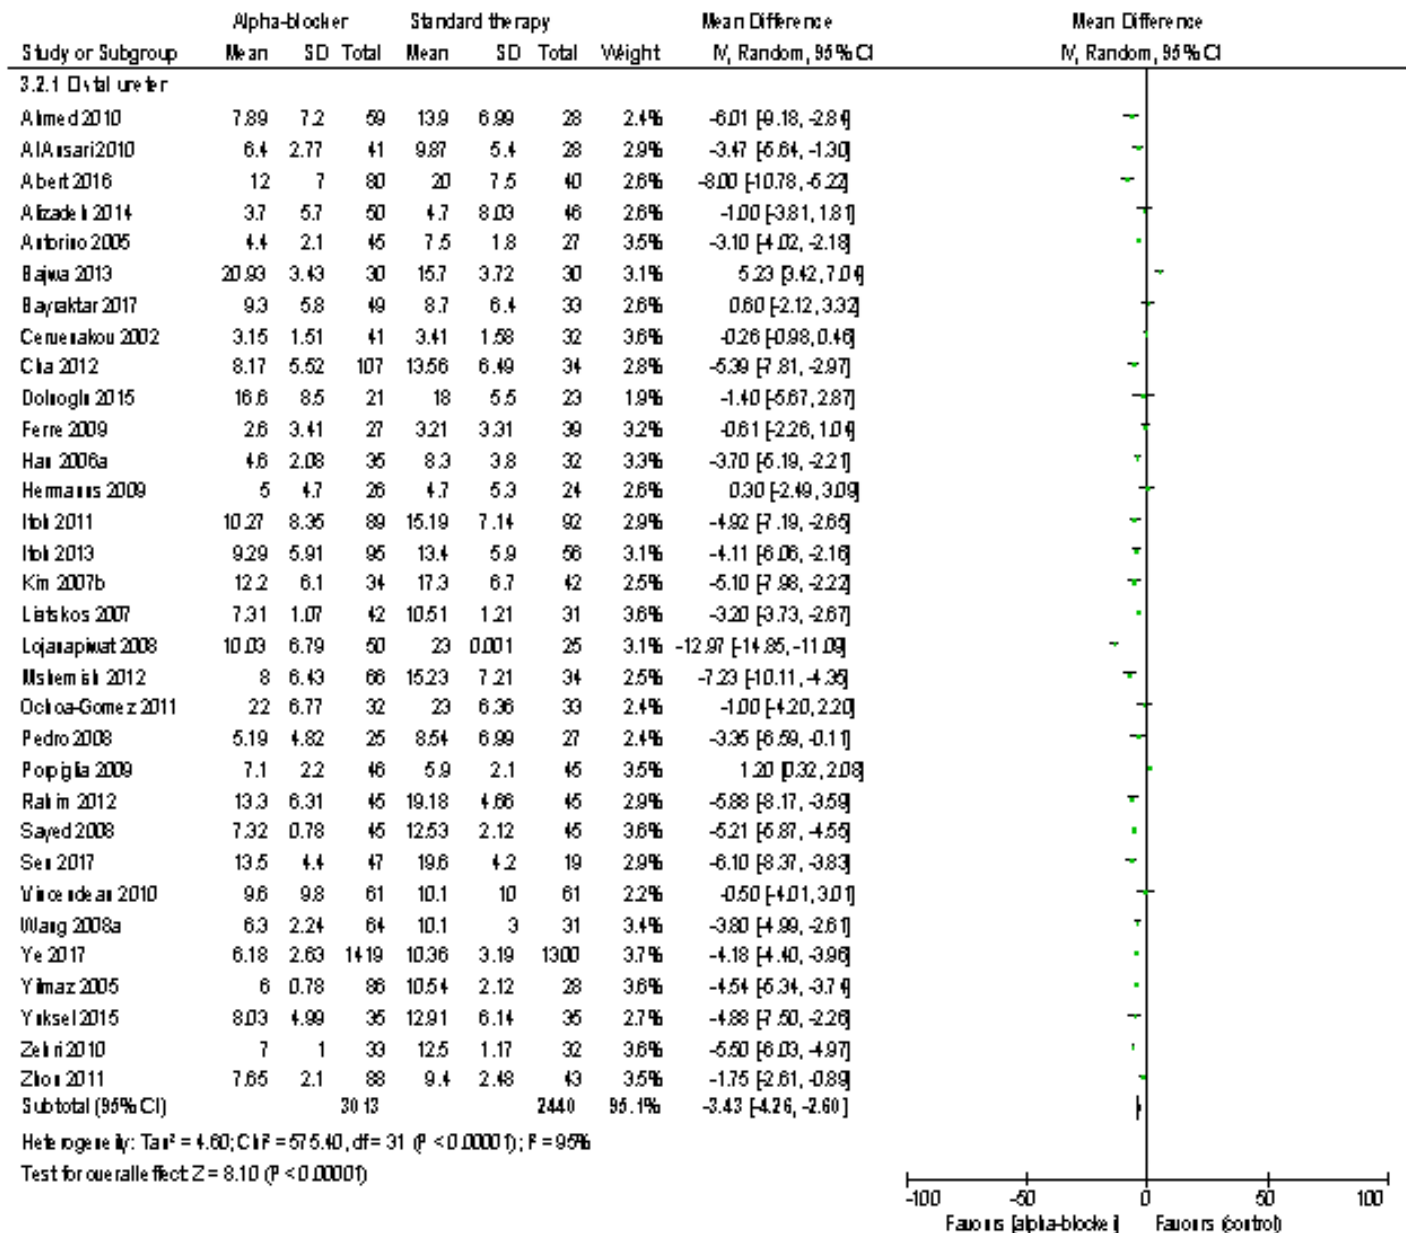 Alpha-blocker Standard therapy Mean Difference Mean Difference
Study or Subgroup Mean SD Total Mean SD Total Weight IV, Random, 95% CI IV, Random, 95% CI
3.2.1 Distal ureter
Ahmed 2010 7.89 7.2 59 13.9 6.99 28 2.4% -6.01 [-9.18, -2.84]
Al Ansari 2010 6.4 2.77 41 9.87 5.4 28 2.9% -3.47 [-5.64, -1.30]
Albert 2016 12 7 80 20 7.5 40 2.6% -8.00 [-10.78, -5.22]
Alizadeh 2014 3.7 5.7 50 4.7 8.03 46 2.6% -1.00 [-3.81, 1.81]
Autorino 2005 4.4 2.1 45 7.5 1.8 27 3.5% -3.10 [-4.02, -2.18]
Bajwa 2013 20.93 3.43 30 15.7 3.72 30 3.1% 5.23 [3.42, 7.04]
Bayraktar 2017 9.3 5.8 49 8.7 6.4 33 2.6% 0.60 [-2.12, 3.32]
Cervenakov 2002 3.15 1.51 41 3.41 1.58 32 3.6% -0.26 [-0.98, 0.46]
Cha 2012 8.17 5.52 107 13.56 6.49 34 2.8% -5.39 [-7.81, -2.97]
Doluoglu 2015 16.6 8.5 21 18 5.5 23 1.9% -1.40 [-5.67, 2.87]
Ferre 2009 2.6 3.41 27 3.21 3.31 39 3.2% -0.61 [-2.26, 1.04]
Han 2006a 4.6 2.08 35 8.3 3.8 32 3.3% -3.70 [-5.19, -2.21]
Hermanns 2009 5 4.7 26 4.7 5.3 24 2.6% 0.30 [-2.49, 3.09]
Itoh 2011 10.27 8.35 89 15.19 7.14 92 2.9% -4.92 [-7.19, -2.65]
Itoh 2013 9.29 5.91 95 13.4 5.9 56 3.1% -4.11 [-6.06, -2.16]
Kim 2007b 12.2 6.1 34 17.3 6.7 42 2.5% -5.10 [-7.98, -2.22]
Liatsikos 2007 7.31 1.07 42 10.51 1.21 31 3.6% -3.20 [-3.73, -2.67]
Lojanapiwat 2008 10.03 6.79 50 23 0.001 25 3.1% -12.97 [-14.85, -11.09]
Mshemish 2012 8 6.43 66 15.23 7.21 34 2.5% -7.23 [-10.11, -4.35]
Ochoa-Gomez 2011 22 6.77 32 23 6.36 33 2.4% -1.00 [-4.20, 2.20]
Pedro 2008 5.19 4.82 25 8.54 6.99 27 2.4% -3.35 [-6.59, -0.11]
Porpiglia 2009 7.1 2.2 46 5.9 2.1 45 3.5% 1.20 [0.32, 2.08]
Rahim 2012 13.3 6.31 45 19.18 4.66 45 2.9% -5.88 [-8.17, -3.59]
Sayed 2008 7.32 0.78 45 12.53 2.12 45 3.6% -5.21 [-5.87, -4.55]
Sen 2017 13.5 4.4 47 19.6 4.2 19 2.9% -6.10 [-8.37, -3.83]
Vincendeau 2010 9.6 9.8 61 10.1 10 61 2.2% -0.50 [-4.01, 3.01]
Wang 2008a 6.3 2.24 64 10.1 3 31 3.4% -3.80 [-4.99, -2.61]
Ye 2017 6.18 2.63 1419 10.36 3.19 1300 3.7% -4.18 [-4.40, -3.96]
Yilmaz 2005 6 0.78 86 10.54 2.12 28 3.6% -4.54 [-5.34, -3.74]
Yuksel 2015 8.03 4.99 35 12.91 6.14 35 2.7% -4.88 [-7.50, -2.26]
Zehri 2010 7 1 33 12.5 1.17 32 3.6% -5.50 [-6.03, -4.97]
Zhou 2011 7.65 2.1 88 9.4 2.48 43 3.5% -1.75 [-2.61, -0.89]
Subtotal (95% CI) 3013 2440 95.1% -3.43 [-4.26, -2.60]
Heterogeneity: Tau² = 4.60; Chi² = 575.40, df = 31 (P < 0.00001); I² = 95%
Test for overall effect: Z = 8.10 (P < 0.00001)
-100 -50 0 50 100
Favours [alpha-blocker] Favours (control)